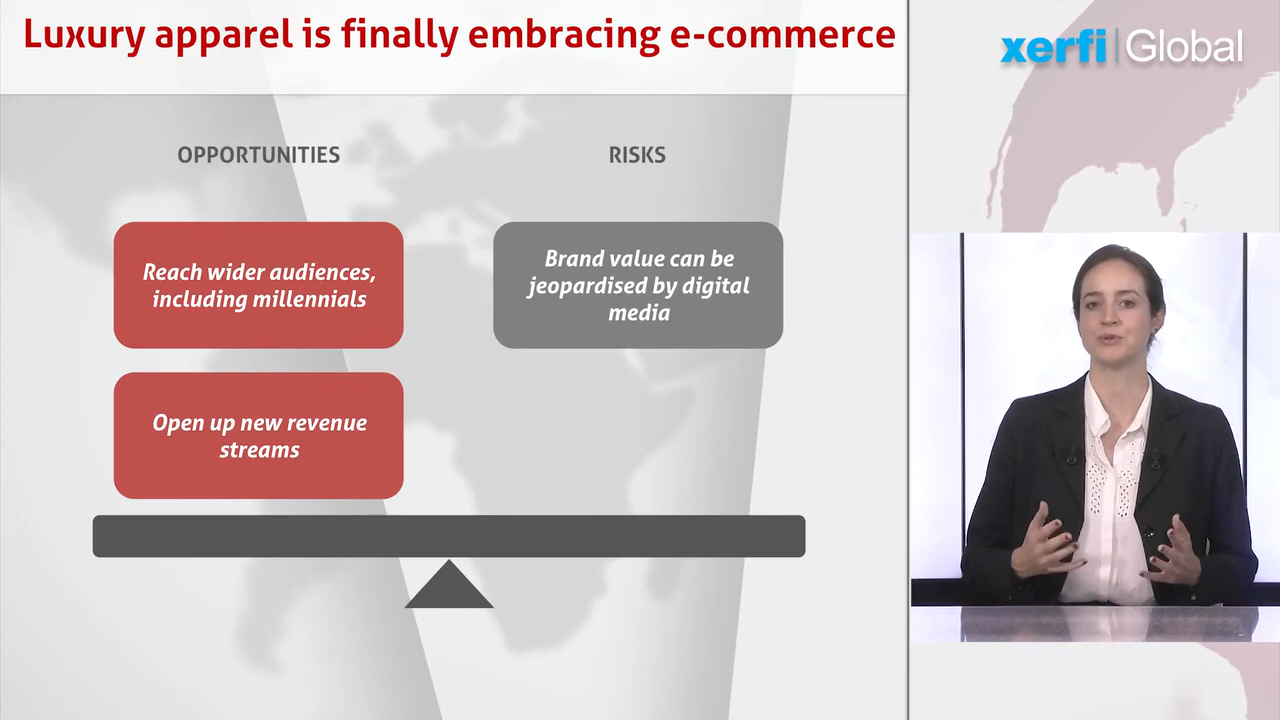 Luxury apparel is finally embracing e-commerce
xerfi Global
OPPORTUNITIES
RISKS
Reach wider audiences,
including millennials
Brand value can be
jeopardised by digital
media
Open up new revenue
streams